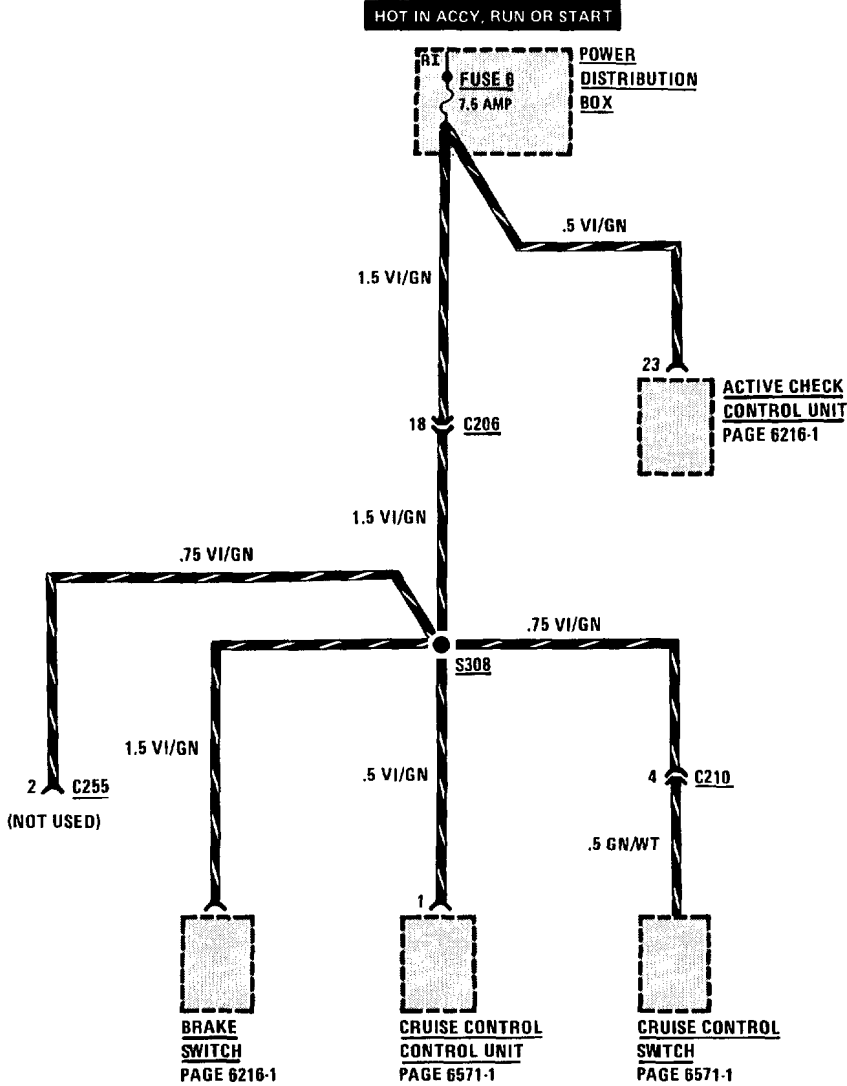 HOT IN ACCY, RUN OR START
RI
FUSE 6
7.5 AMP
POWER
DISTRIBUTION
BOX
.5 VI/GN
1.5 VI/GN
23
ACTIVE CHECK
CONTROL UNIT
PAGE 6216-1
18
C206
1.5 VI/GN
.75 VI/GN
.75 VI/GN
S308
1.5 VI/GN
.5 VI/GN
2
C255
(NOT USED)
4
C210
.5 GN/WT
1
BRAKE
SWITCH
PAGE 6216-1
CRUISE CONTROL
CONTROL UNIT
PAGE 6571-1
CRUISE CONTROL
SWITCH
PAGE 6571-1